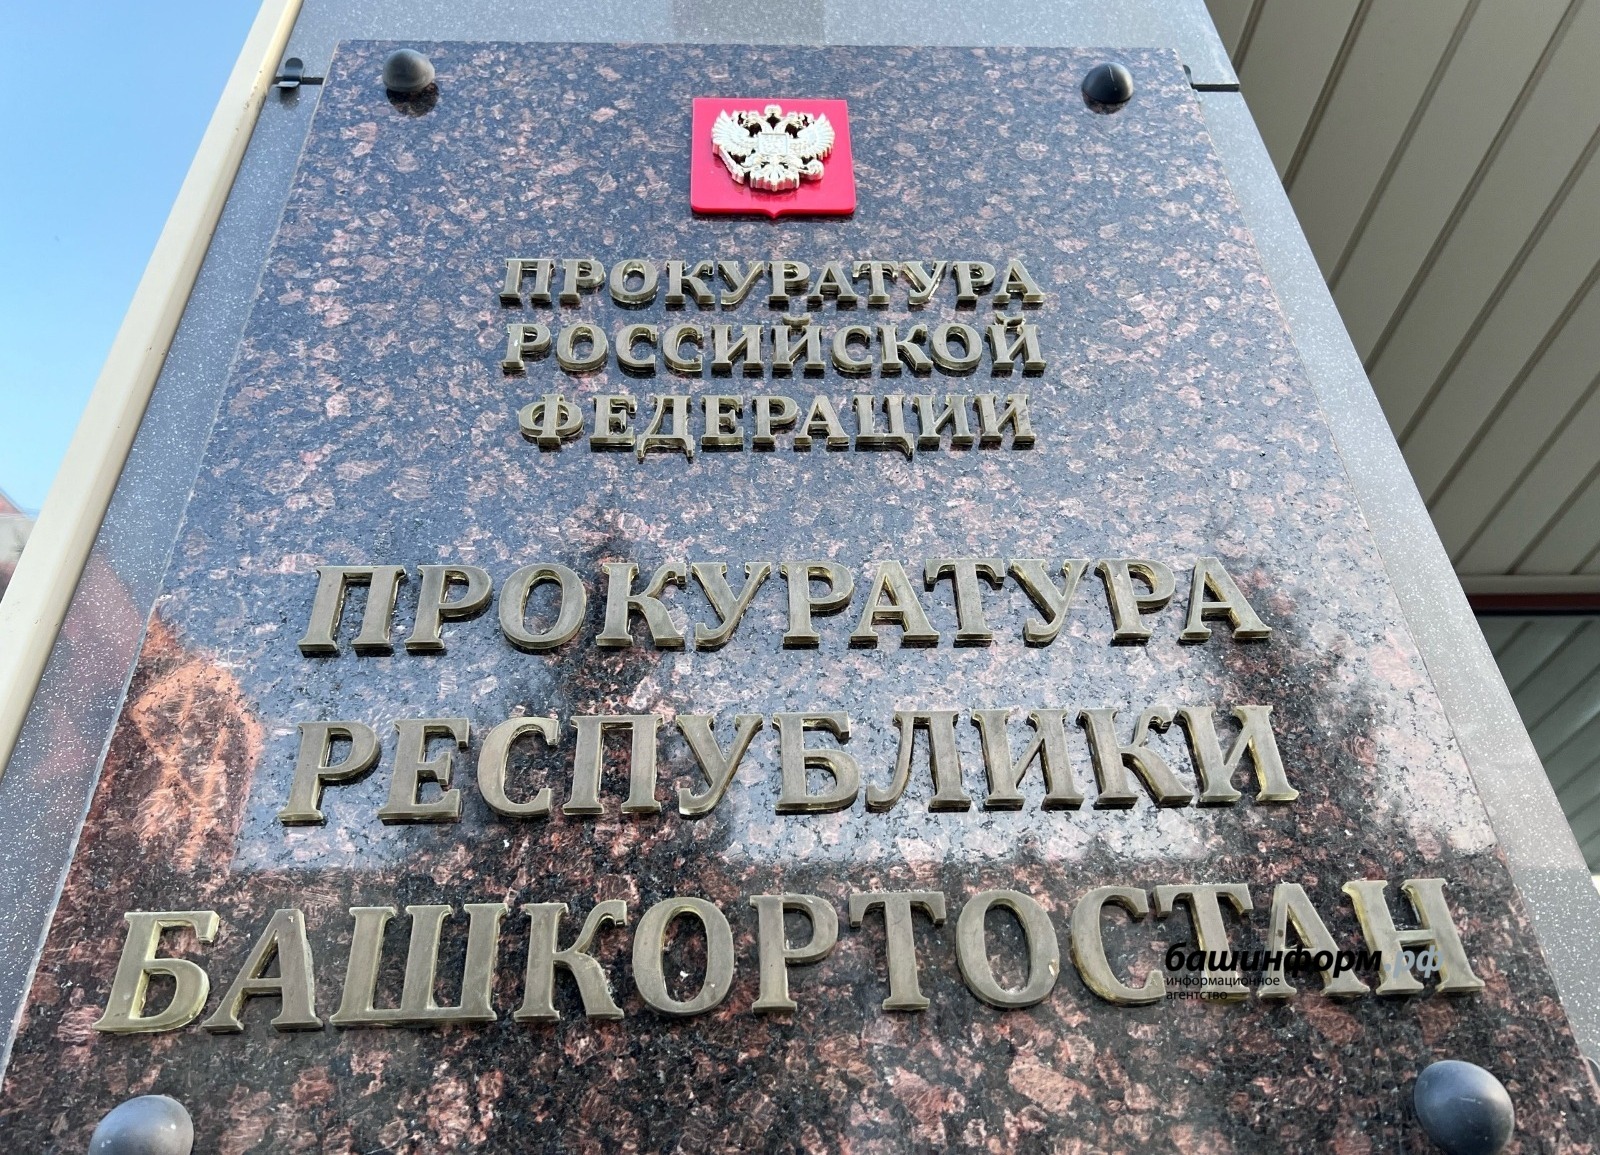 ПРОКУРАТУРА
РОССИЙСКОЙ
ФЕДЕРАЦИИ
ПРОКУРАТУРА
РЕСПУБЛИКИ
БАШКОРТОСТАН
башинформ.рф
информационное
агентство